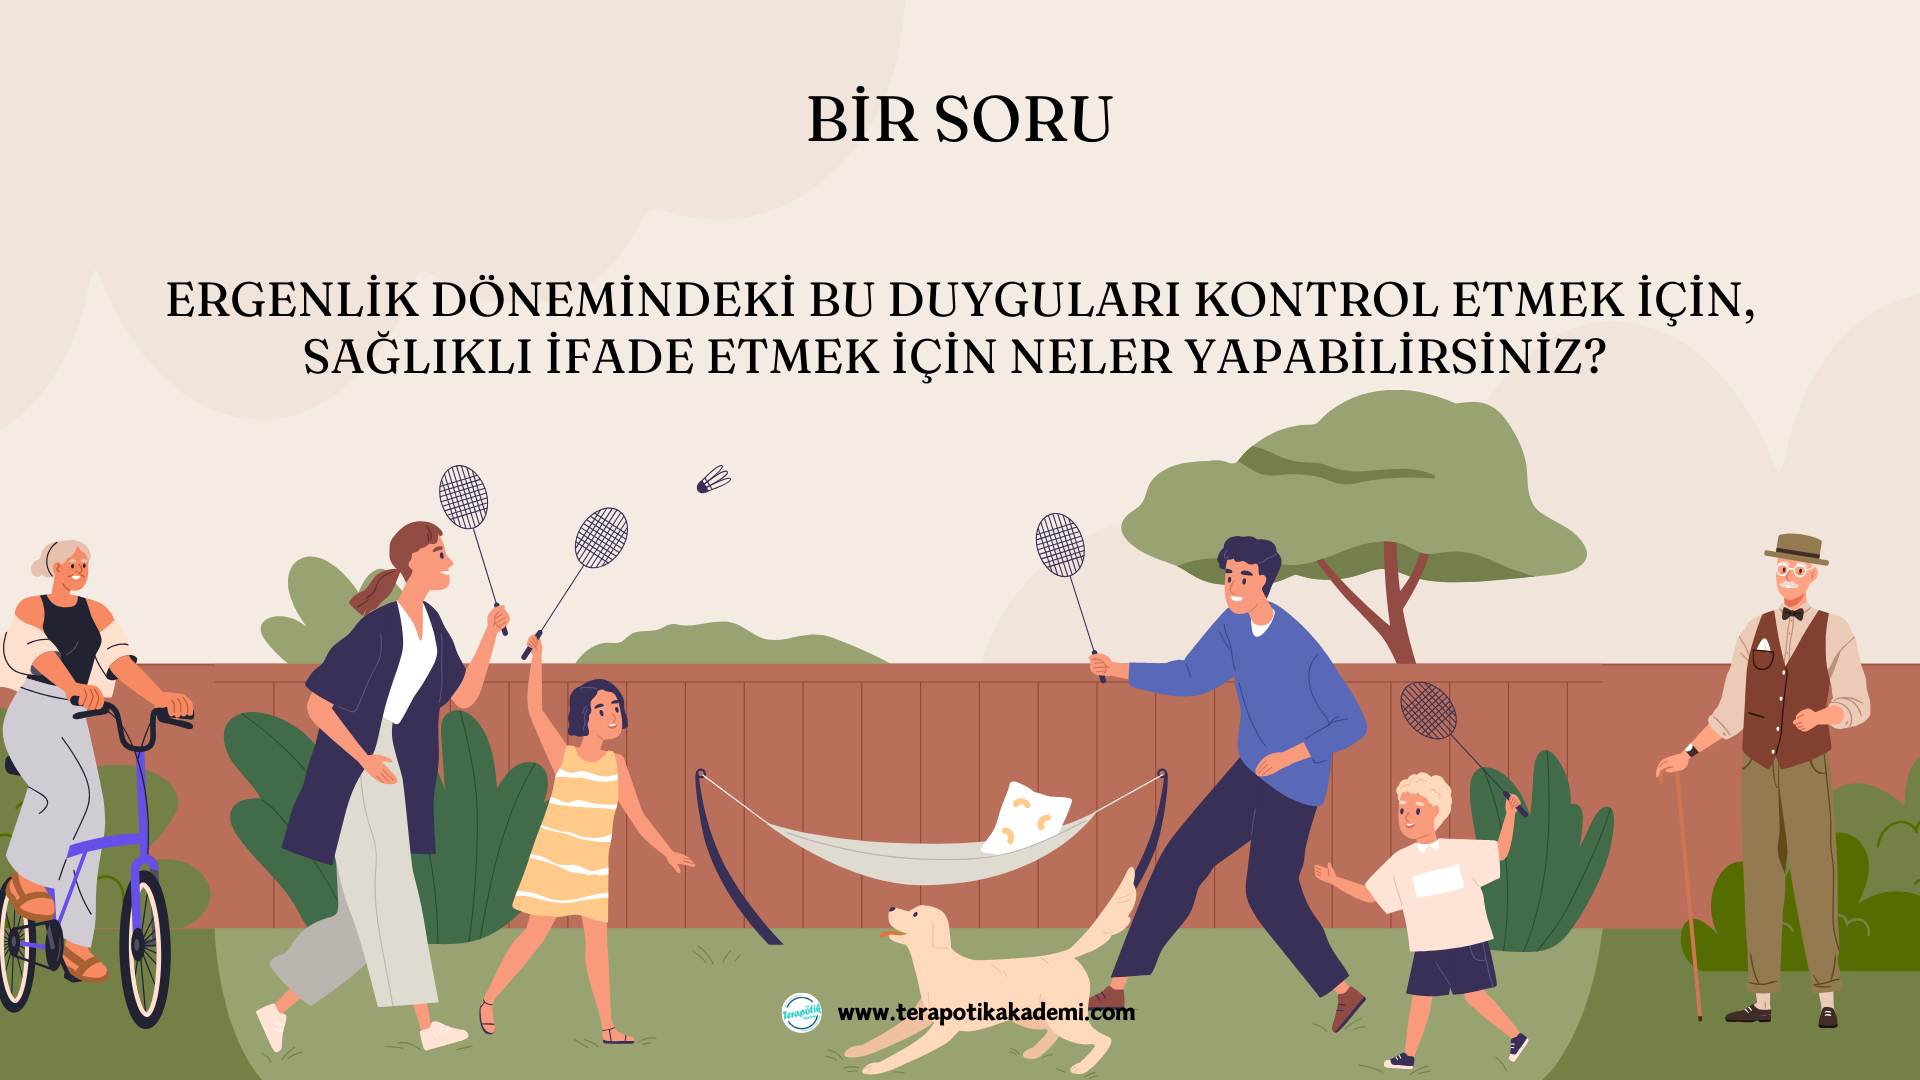 BİR SORU
ERGENLİK DÖNEMİNDEKİ BU DUYGULARI KONTROL ETMEK İÇİN,
SAĞLIKLI İFADE ETMEK İÇİN NELER YAPABİLİRSİNİZ?
Terapötik
www.terapotikakademi.com